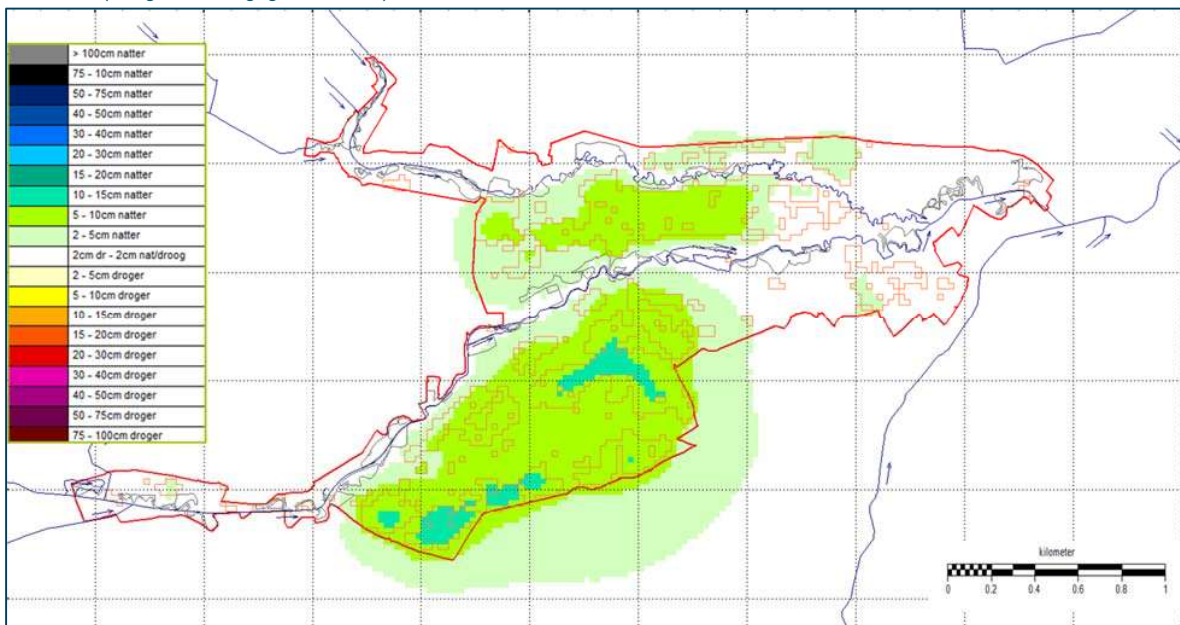 > 100cm natter
75 - 10cm natter
50 - 75cm natter
40 - 50cm natter
30 - 40cm natter
20 - 30cm natter
15 - 20cm natter
10 - 15cm natter
5 - 10cm natter
2 - 5cm natter
2cm dr - 2cm nat/droog
2 - 5cm droger
5 - 10cm droger
10 - 15cm droger
15 - 20cm droger
20 - 30cm droger
30 - 40cm droger
40 - 50cm droger
50 - 75cm droger
75 - 100cm droger
kilometer
0 0.2 0.4 0.6 0.8 1